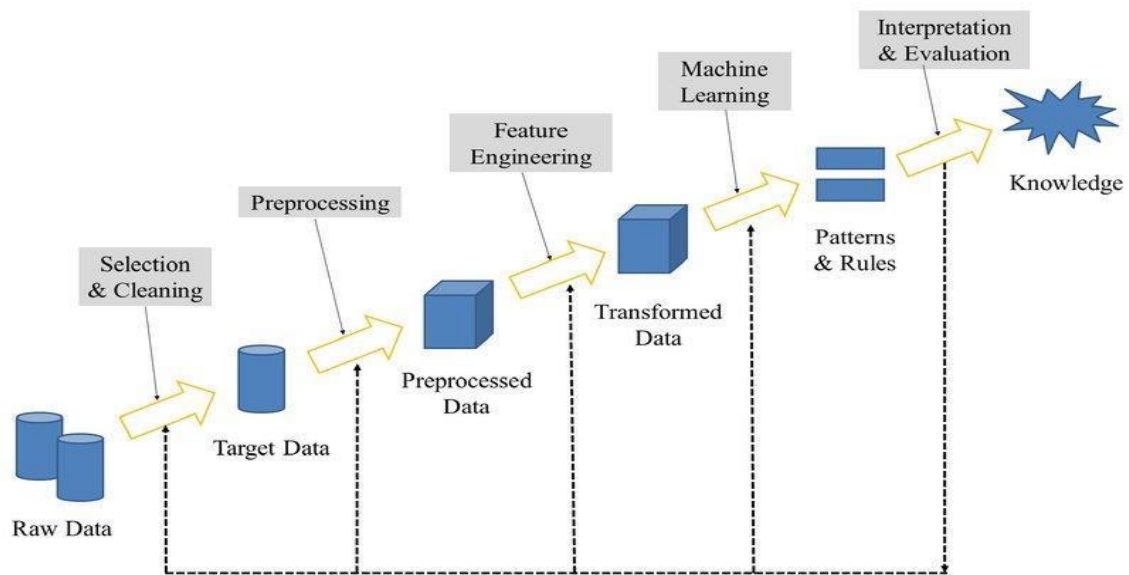 Raw Data
Selection
& Cleaning
Target Data
Preprocessing
Preprocessed
Data
Feature
Engineering
Transformed
Data
Machine
Learning
Patterns
& Rules
Interpretation
& Evaluation
Knowledge